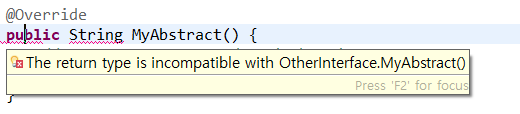 @Override
public String MyAbstract() {
The return type is incompatible with OtherInterface.MyAbstract()
Press 'F2' for focus
}